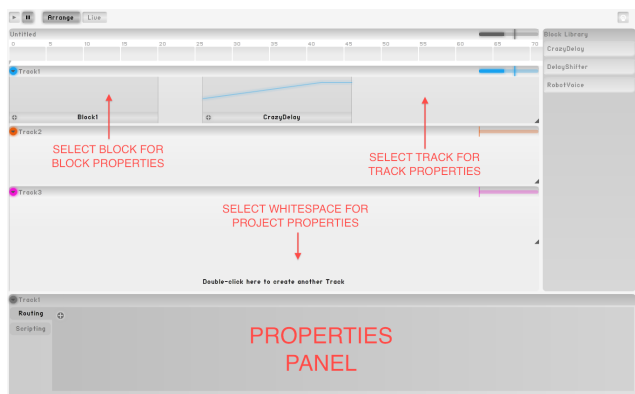 Arrange Live
Untitled
Block Library
0 5 10 15 20 25 30 35 40 45 50 55 60 65 70
CrazyDelay
Track1
DelayShifter
RobotVoice
Block1
CrazyDelay
Track2
SELECT BLOCK FOR
BLOCK PROPERTIES
SELECT TRACK FOR
TRACK PROPERTIES
Track3
SELECT WHITESPACE FOR
PROJECT PROPERTIES
Double-click here to create another Track
Track1
Routing
Scripting
PROPERTIES
PANEL